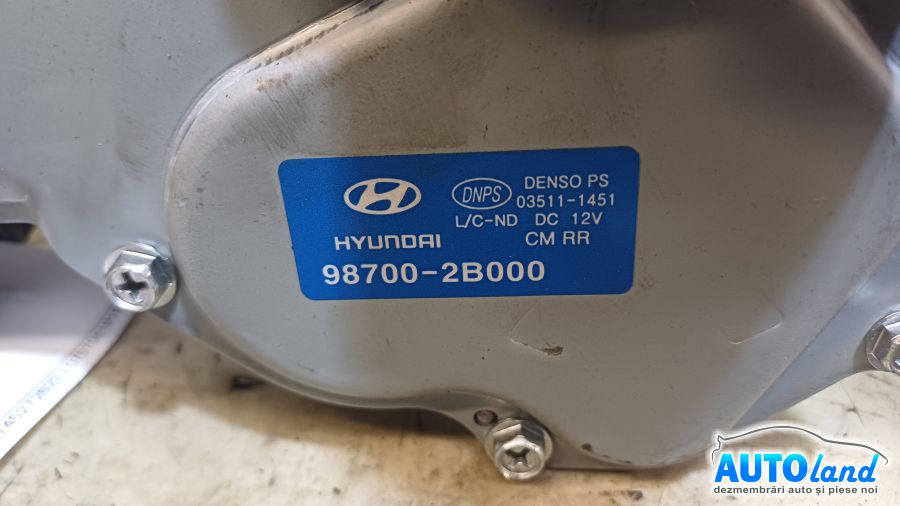 HYUNDAI
98700-2B000
DNPS
DENSO PS
03511-1451
L/C-ND DC 12V
CM RR
AUTOland
dezmembrări auto și piese noi